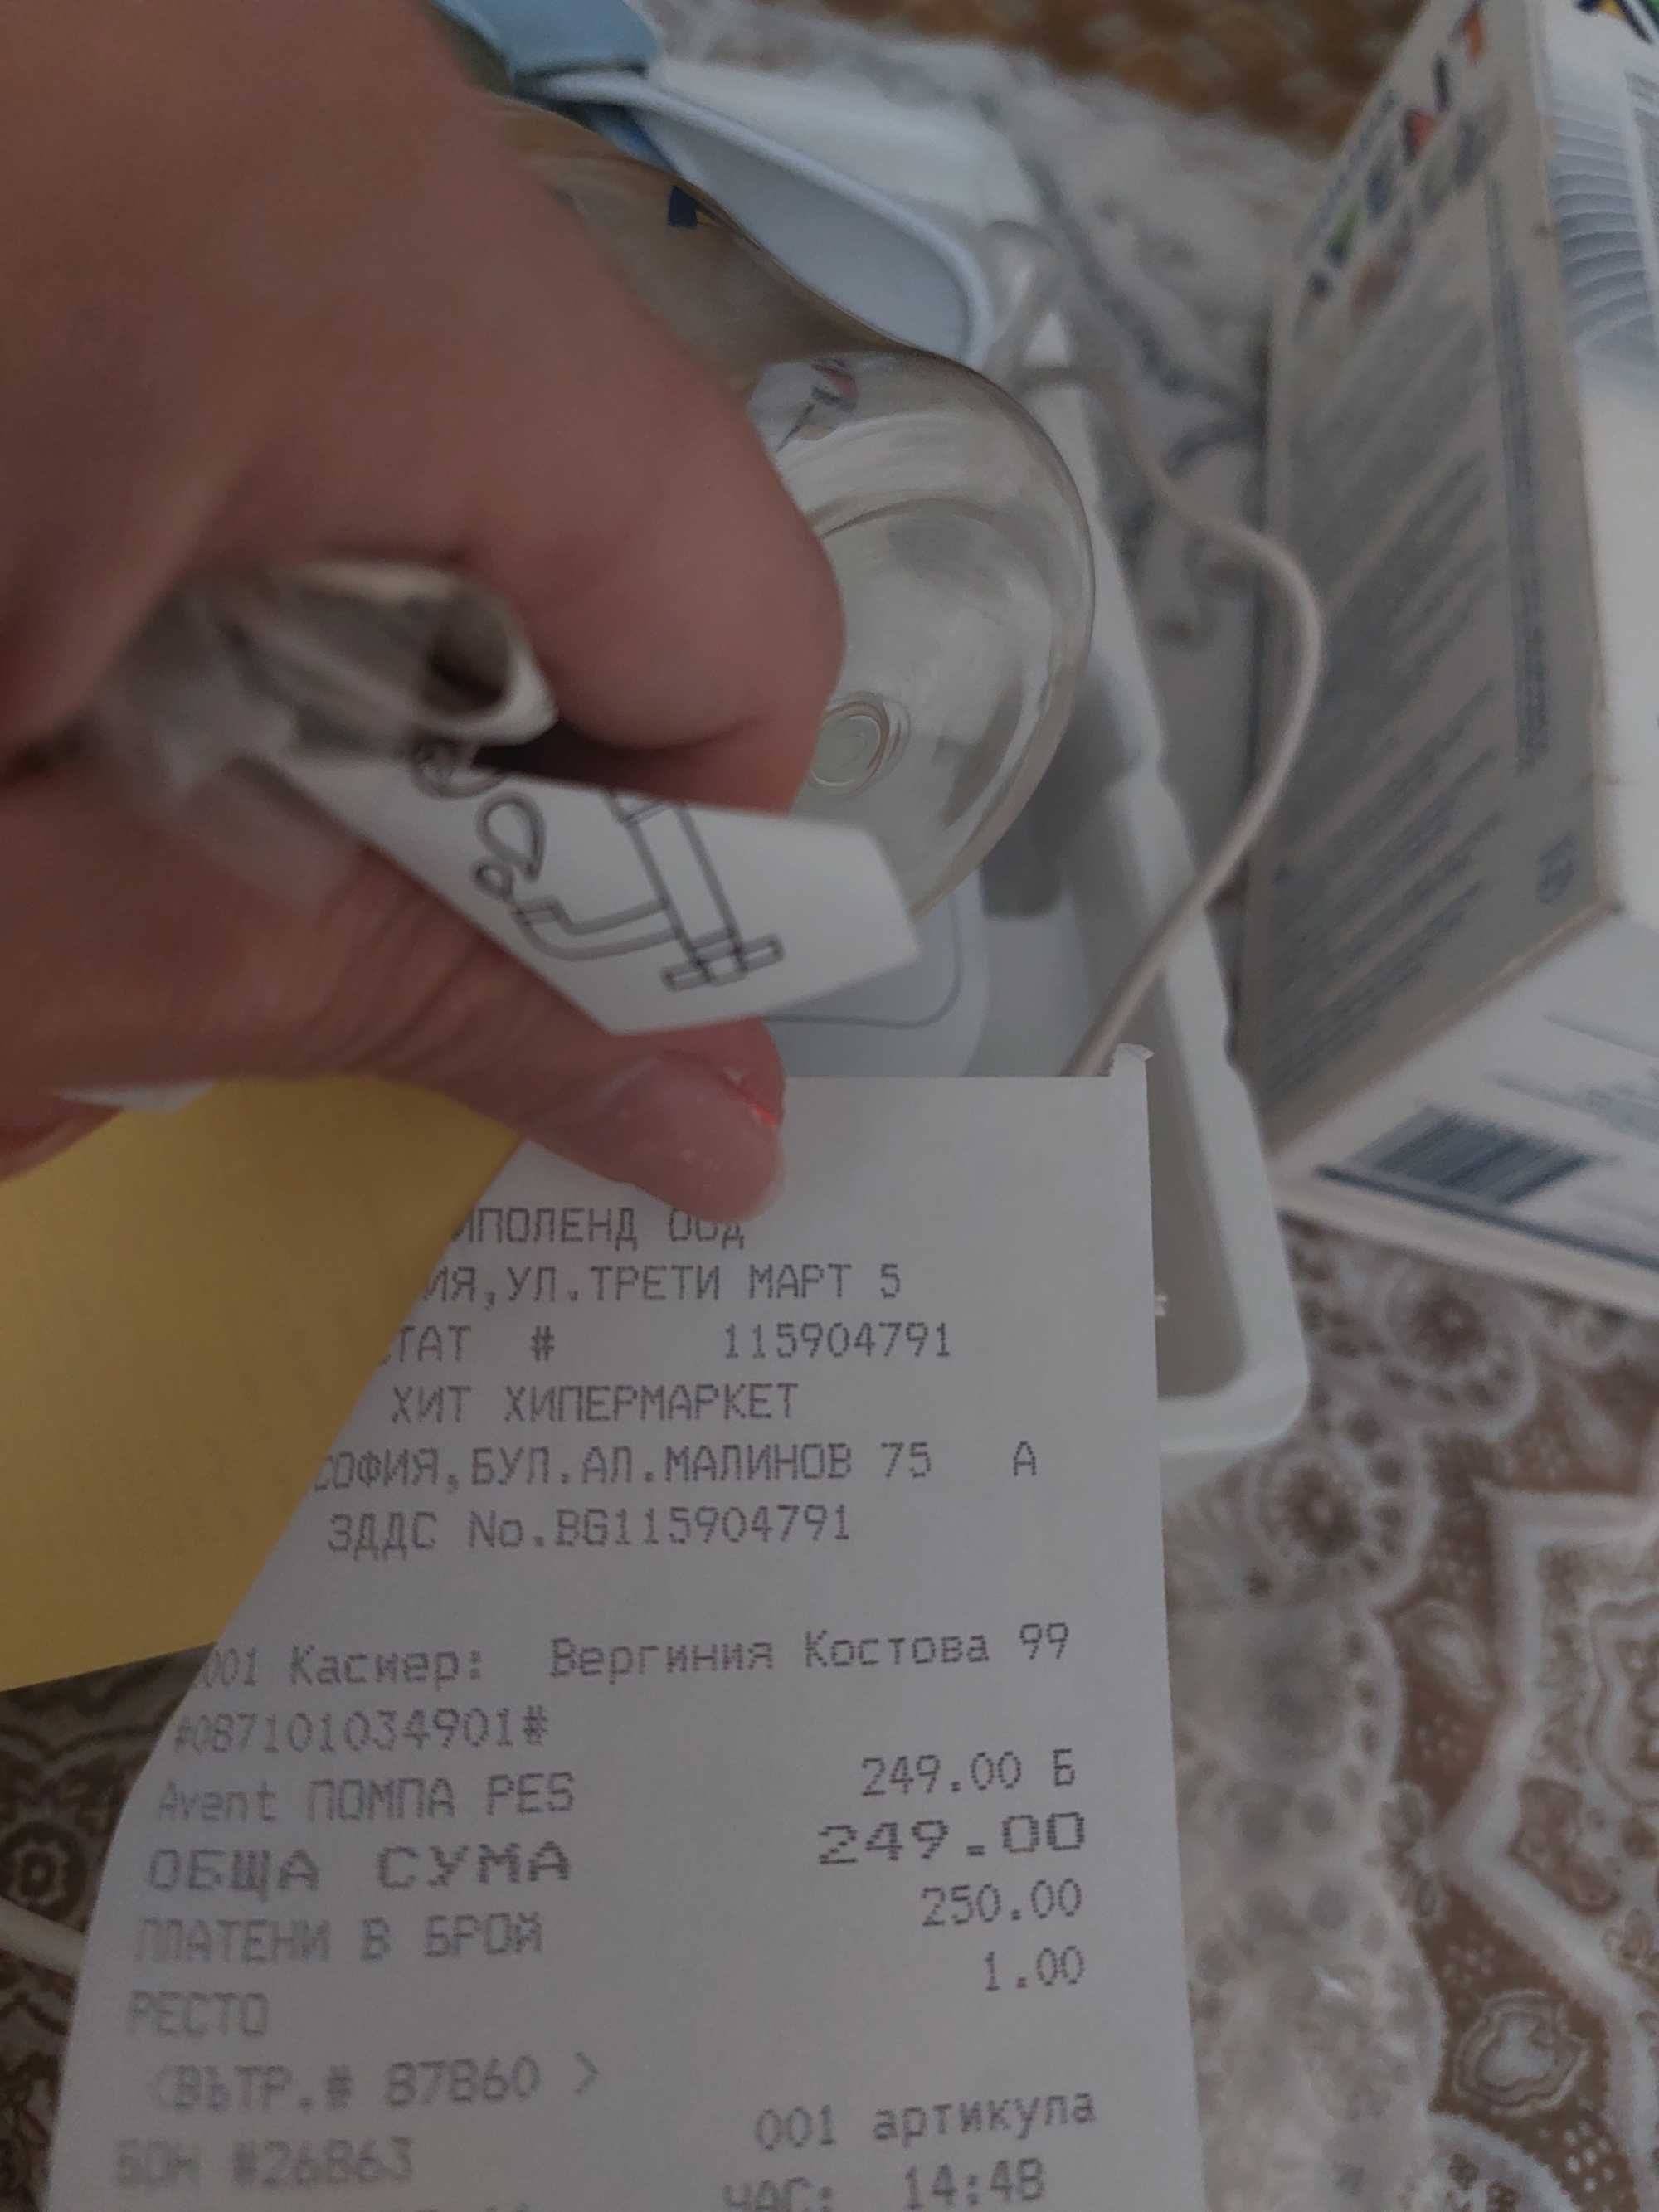 ИПОЛЕНД ООД
ИЯ,УЛ.ТРЕТИ МАРТ 5
ТАТ # 115904791
ХИТ ХИПЕРМАРКЕТ
СОФИЯ,БУЛ.АЛ.МАЛИНОВ 75 А
ЗДДС No.BG115904791
001 Касиер: Вергиния Костова 99
#087101034901#
Avent ПОМПА PES 249.00 Б
ОБЩА СУМА 249.00
ПЛАТЕНИ В БРОЙ 250.00
РЕСТО 1.00
<ВЪТР.# 87860 >
БОН #26863 001 артикула
ЧАС: 14:48